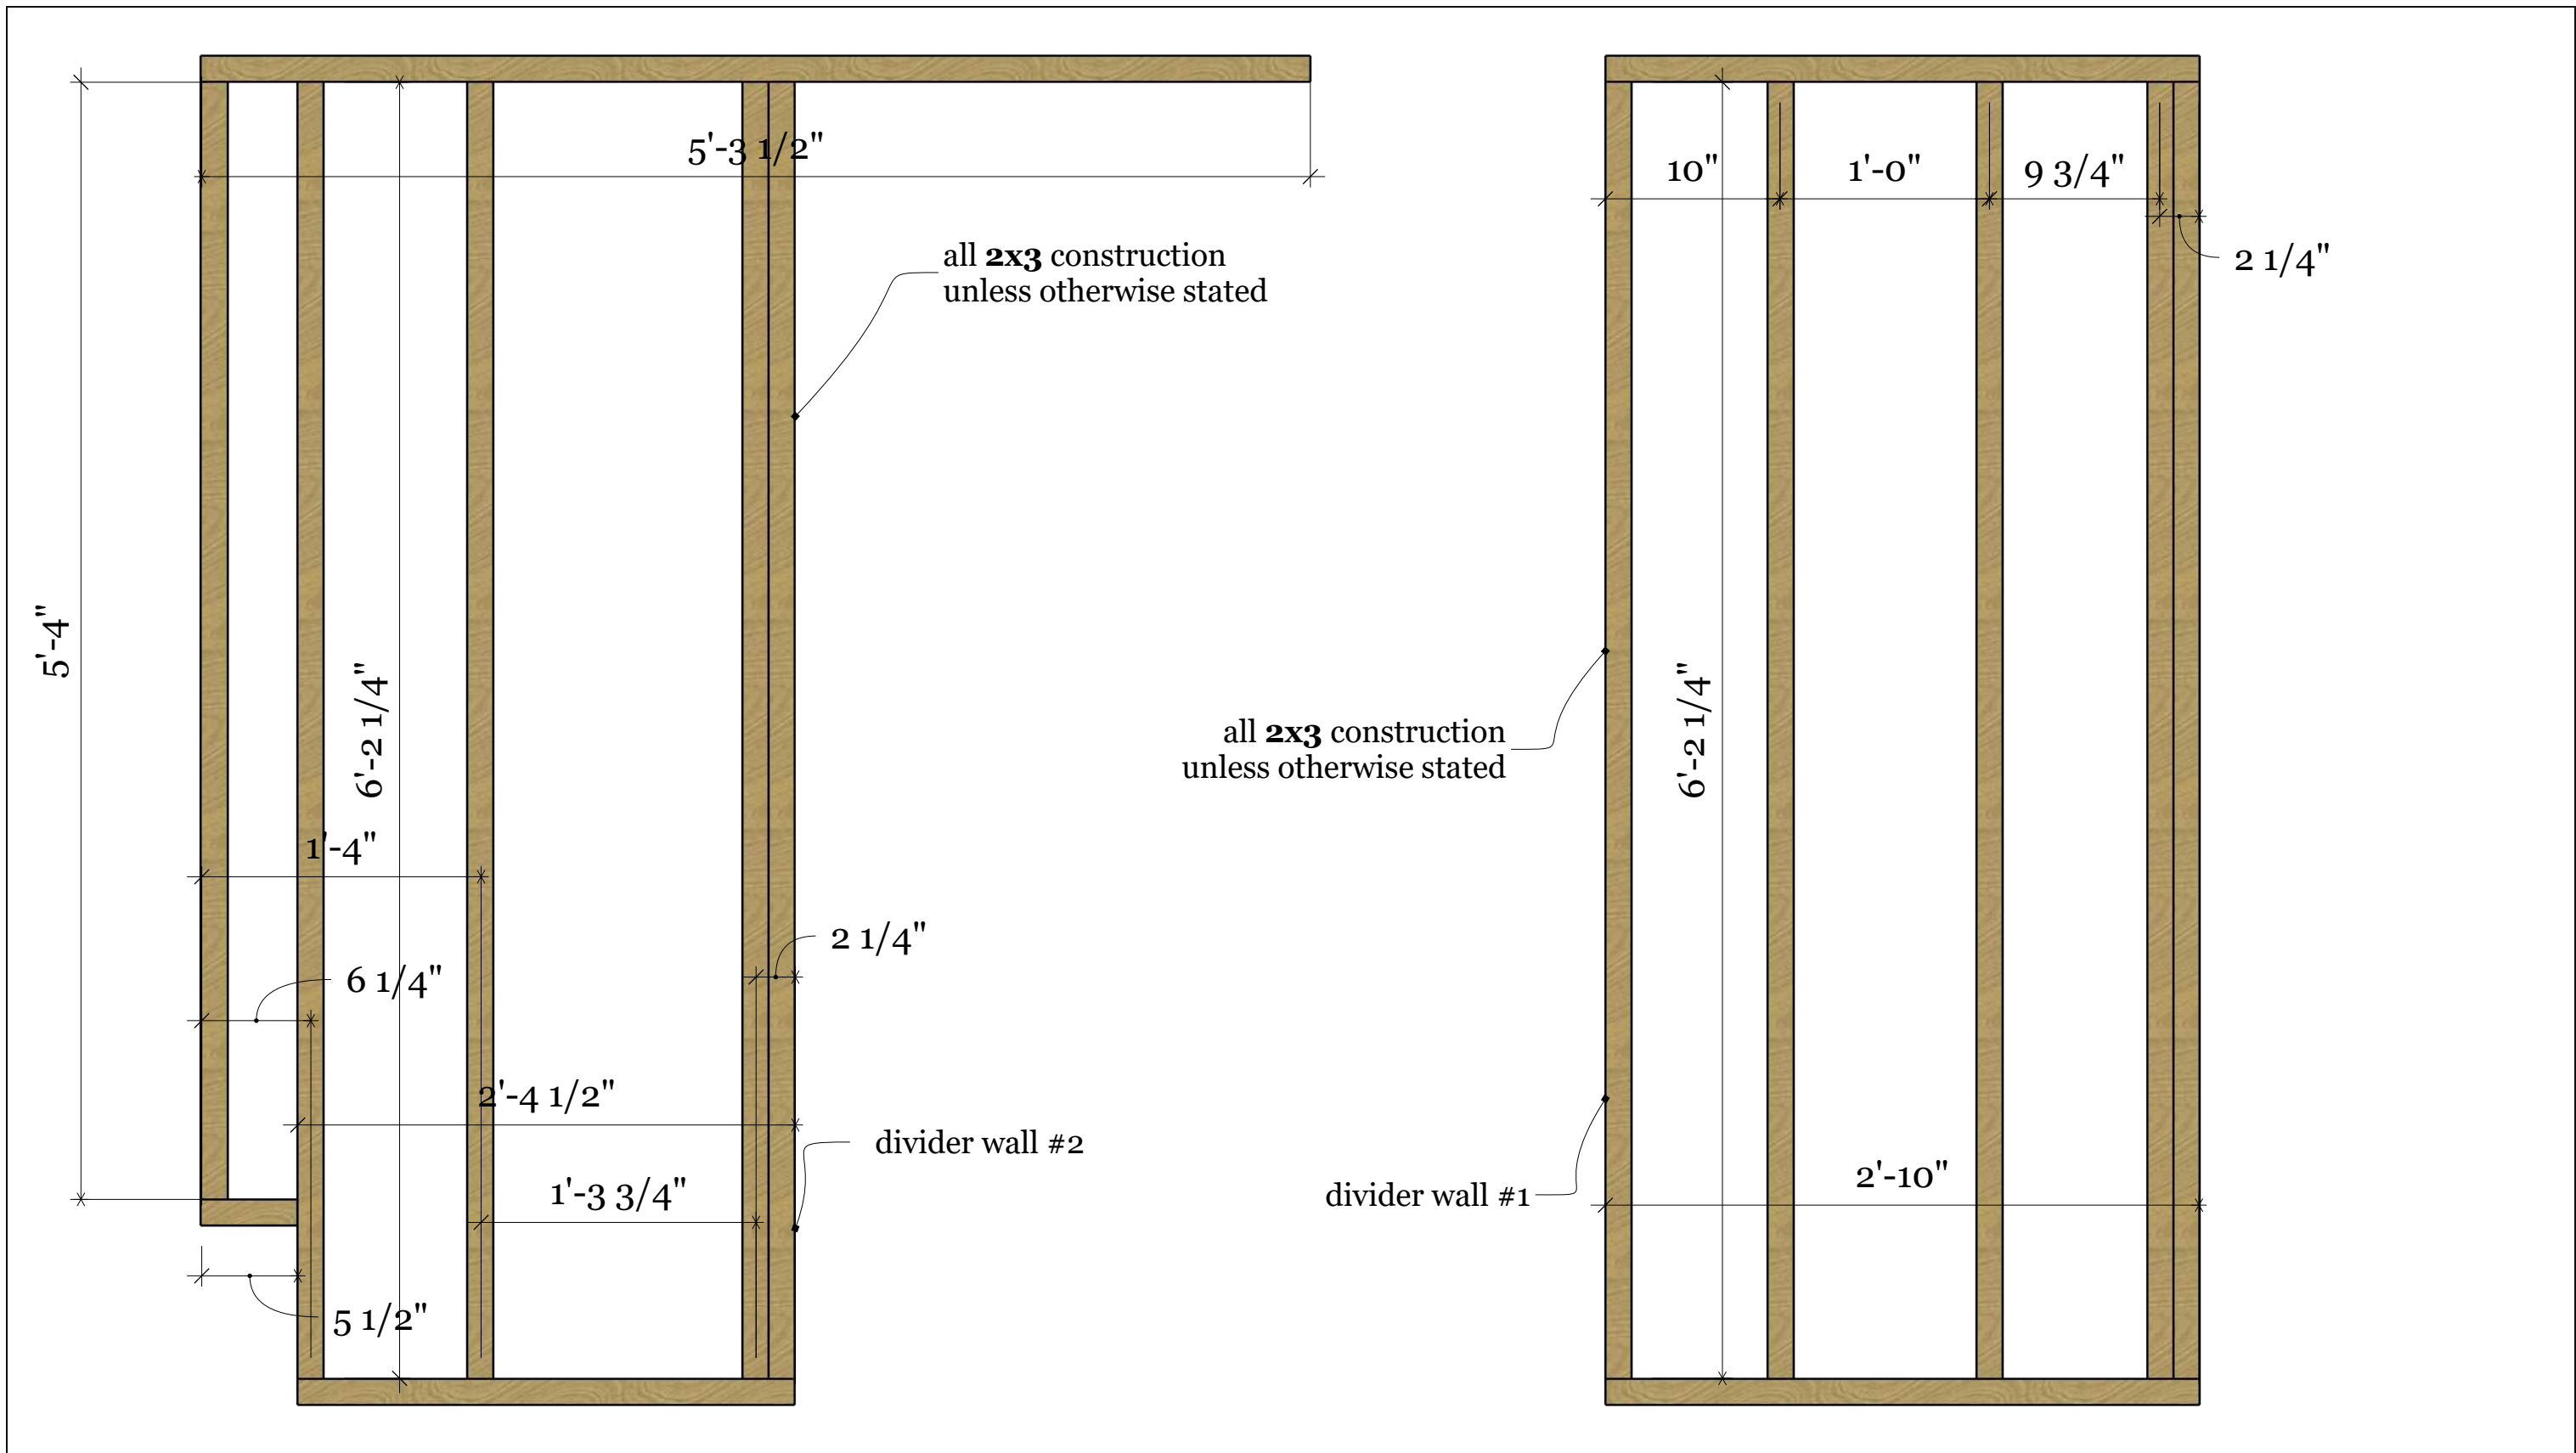 5'-3 1/2"
all 2x3 construction
unless otherwise stated
5'-4"
6'-2 1/4"
1'-4"
2 1/4"
6 1/4"
2'-4 1/2"
divider wall #2
1'-3 3/4"
5 1/2"
10"
1'-0"
9 3/4"
2 1/4"
all 2x3 construction
unless otherwise stated
6'-2 1/4"
2'-10"
divider wall #1